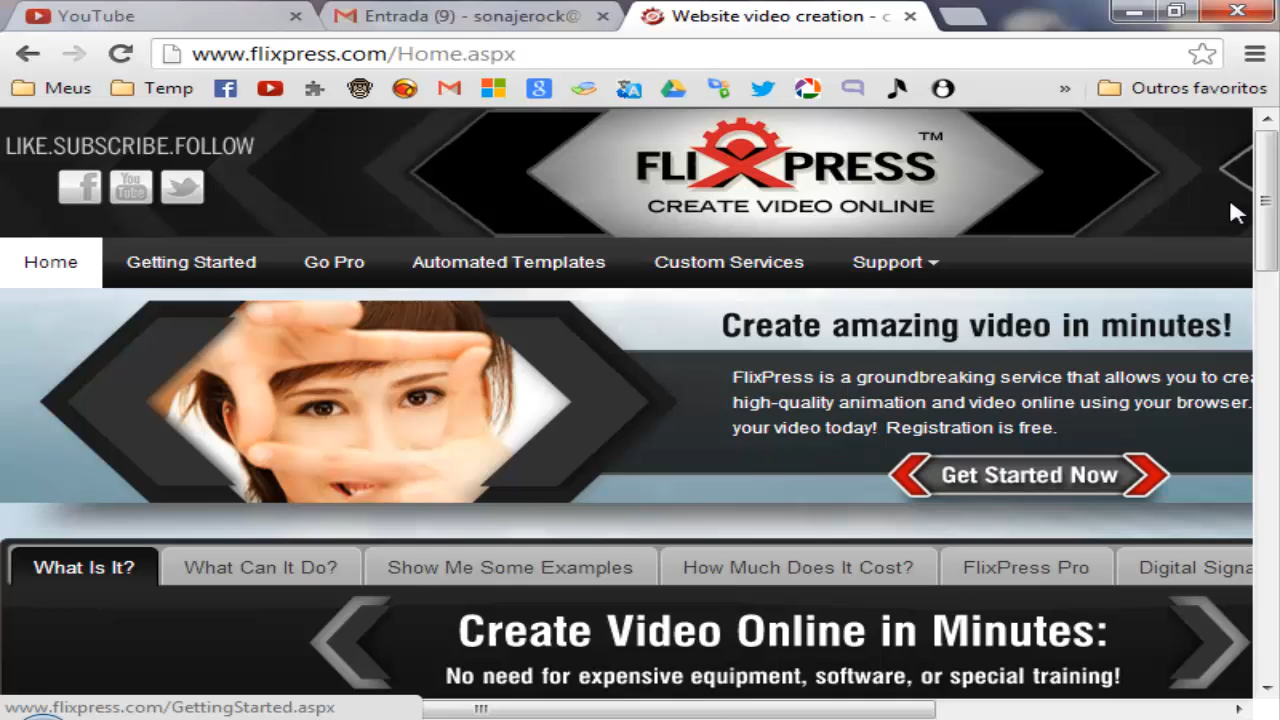 YouTube
Entrada (9) - sonajerock@
Website video creation - c
www.flixpress.com/Home.aspx
Meus
Temp
»
Outros favoritos
LIKE.SUBSCRIBE.FOLLOW
f
You
Tube
FLIXPRESS™
CREATE VIDEO ONLINE
Home
Getting Started
Go Pro
Automated Templates
Custom Services
Support
Create amazing video in minutes!
FlixPress is a groundbreaking service that allows you to crea
high-quality animation and video online using your browser.
your video today! Registration is free.
Get Started Now
What Is It?
What Can It Do?
Show Me Some Examples
How Much Does It Cost?
FlixPress Pro
Digital Signa
Create Video Online in Minutes:
No need for expensive equipment, software, or special training!
www.flixpress.com/GettingStarted.aspx